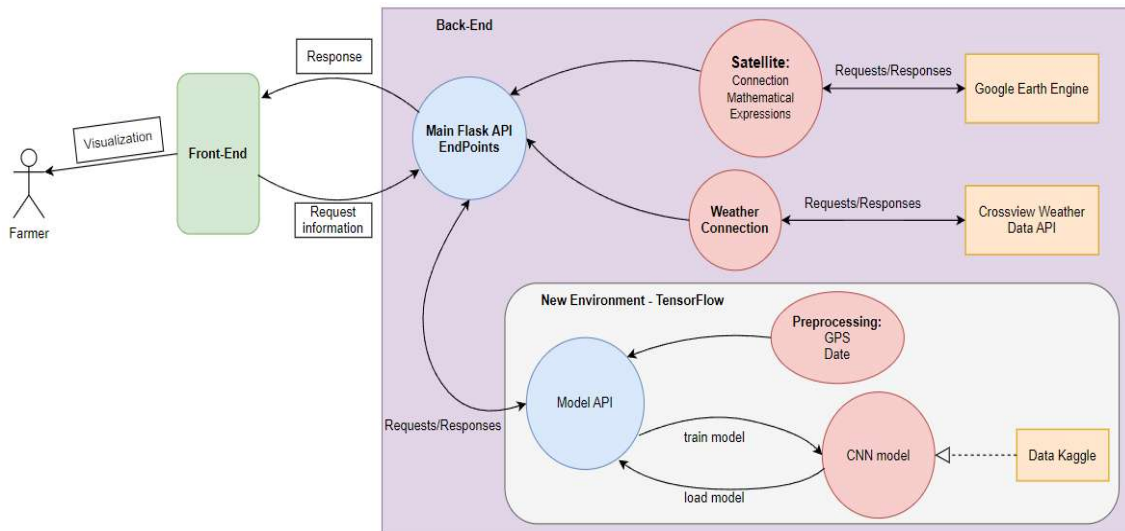 Back-End
Response
Satellite:
Connection
Mathematical
Expressions
Requests/Responses
Google Earth Engine
Main Flask API
EndPoints
Visualization
Front-End
Farmer
Request
information
Weather
Connection
Requests/Responses
Crossview Weather
Data API
New Environment - TensorFlow
Preprocessing:
GPS
Date
Model API
Requests/Responses
train model
CNN model
Data Kaggle
load model